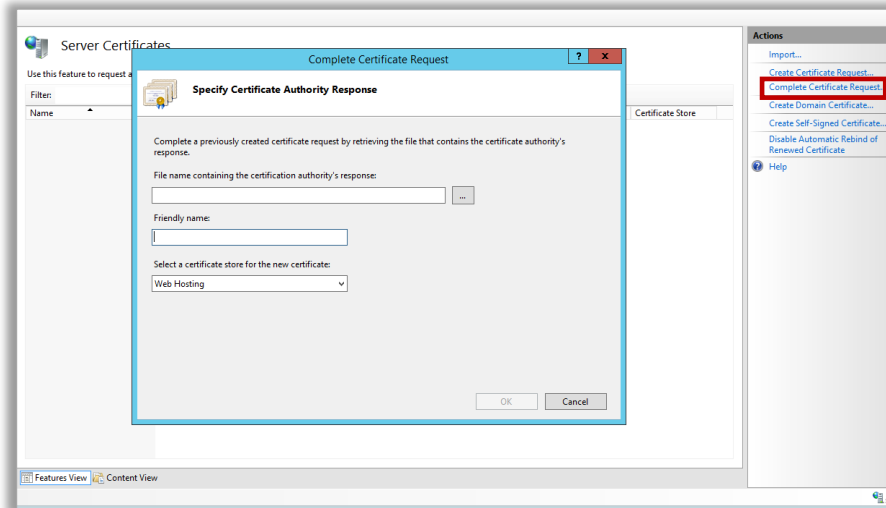 Server Certificates
Use this feature to request a
Filter:
Name
Certificate Store
Complete Certificate Request
? x
Specify Certificate Authority Response
Complete a previously created certificate request by retrieving the file that contains the certificate authority's
response.
File name containing the certification authority's response:
...
Friendly name:
Select a certificate store for the new certificate:
Web Hosting
OK
Cancel
Features View
Content View
Actions
Import...
Create Certificate Request...
Complete Certificate Request...
Create Domain Certificate...
Create Self-Signed Certificate...
Disable Automatic Rebind of
Renewed Certificate
? Help